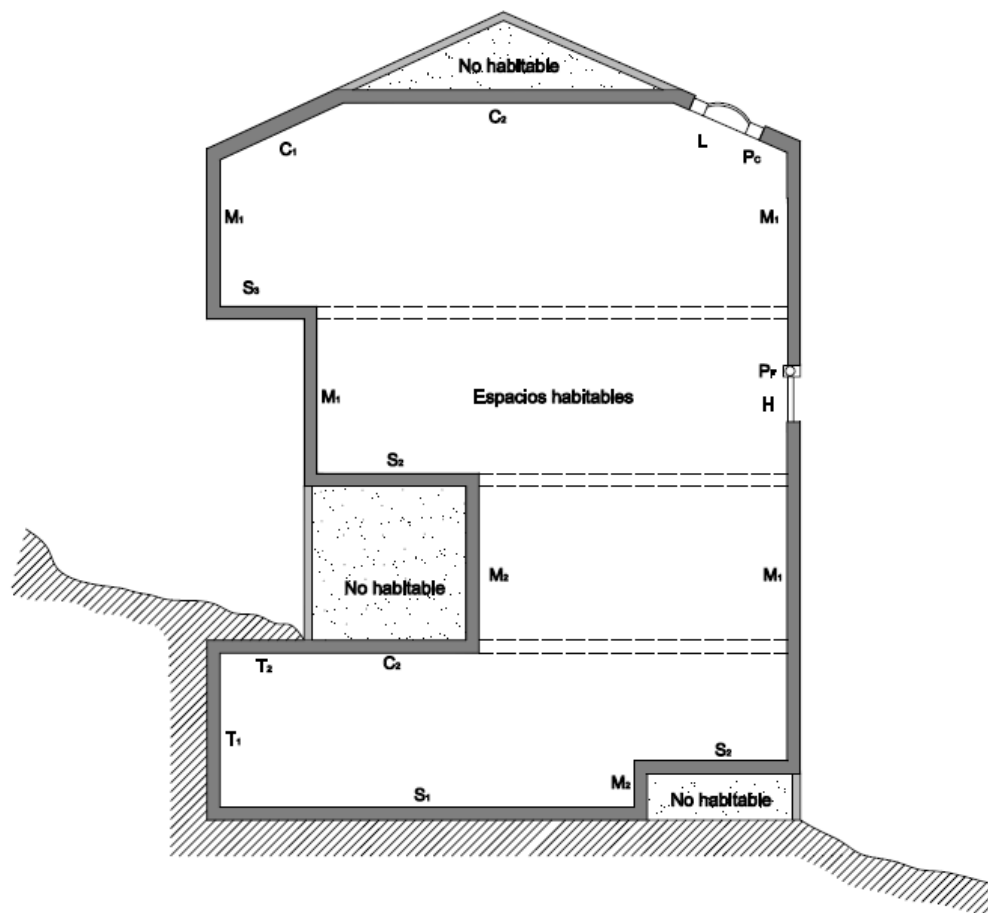 No habitable
C₂
C₁
L
Pc
M₁
M₁
S₃
PF
M₁
Espacios habitables
H
S₂
No habitable
M₂
M₁
T₂
C₂
T₁
S₂
M₂
S₁
No habitable